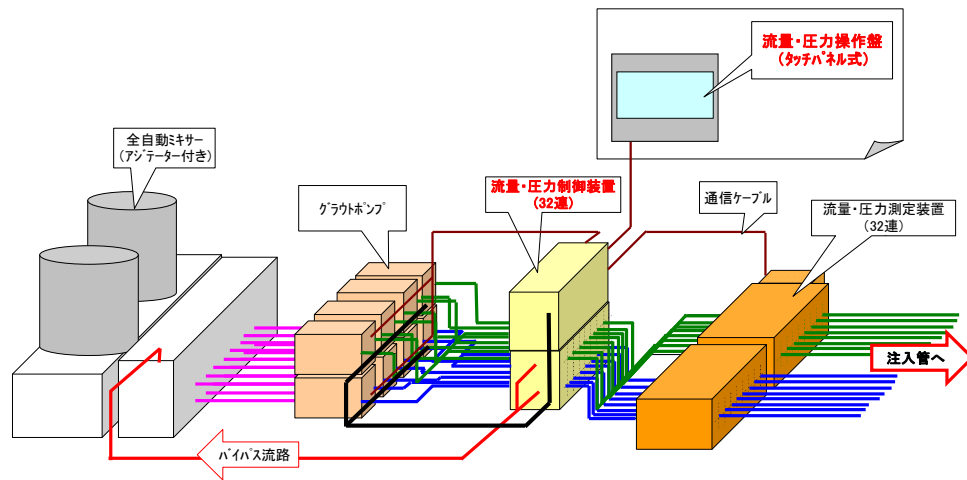 流量・圧力操作盤
(ﾀｯﾁﾊﾟﾈﾙ式)
全自動ﾐｷｻｰ
(ｱｼﾞﾃｰﾀｰ付き)
ｸﾞﾗｳﾄﾎﾟﾝﾌﾟ
流量・圧力制御装置
(32連)
通信ｹｰﾌﾞﾙ
流量・圧力測定装置
(32連)
注入管へ
ﾊﾞｲﾊﾟｽ流路